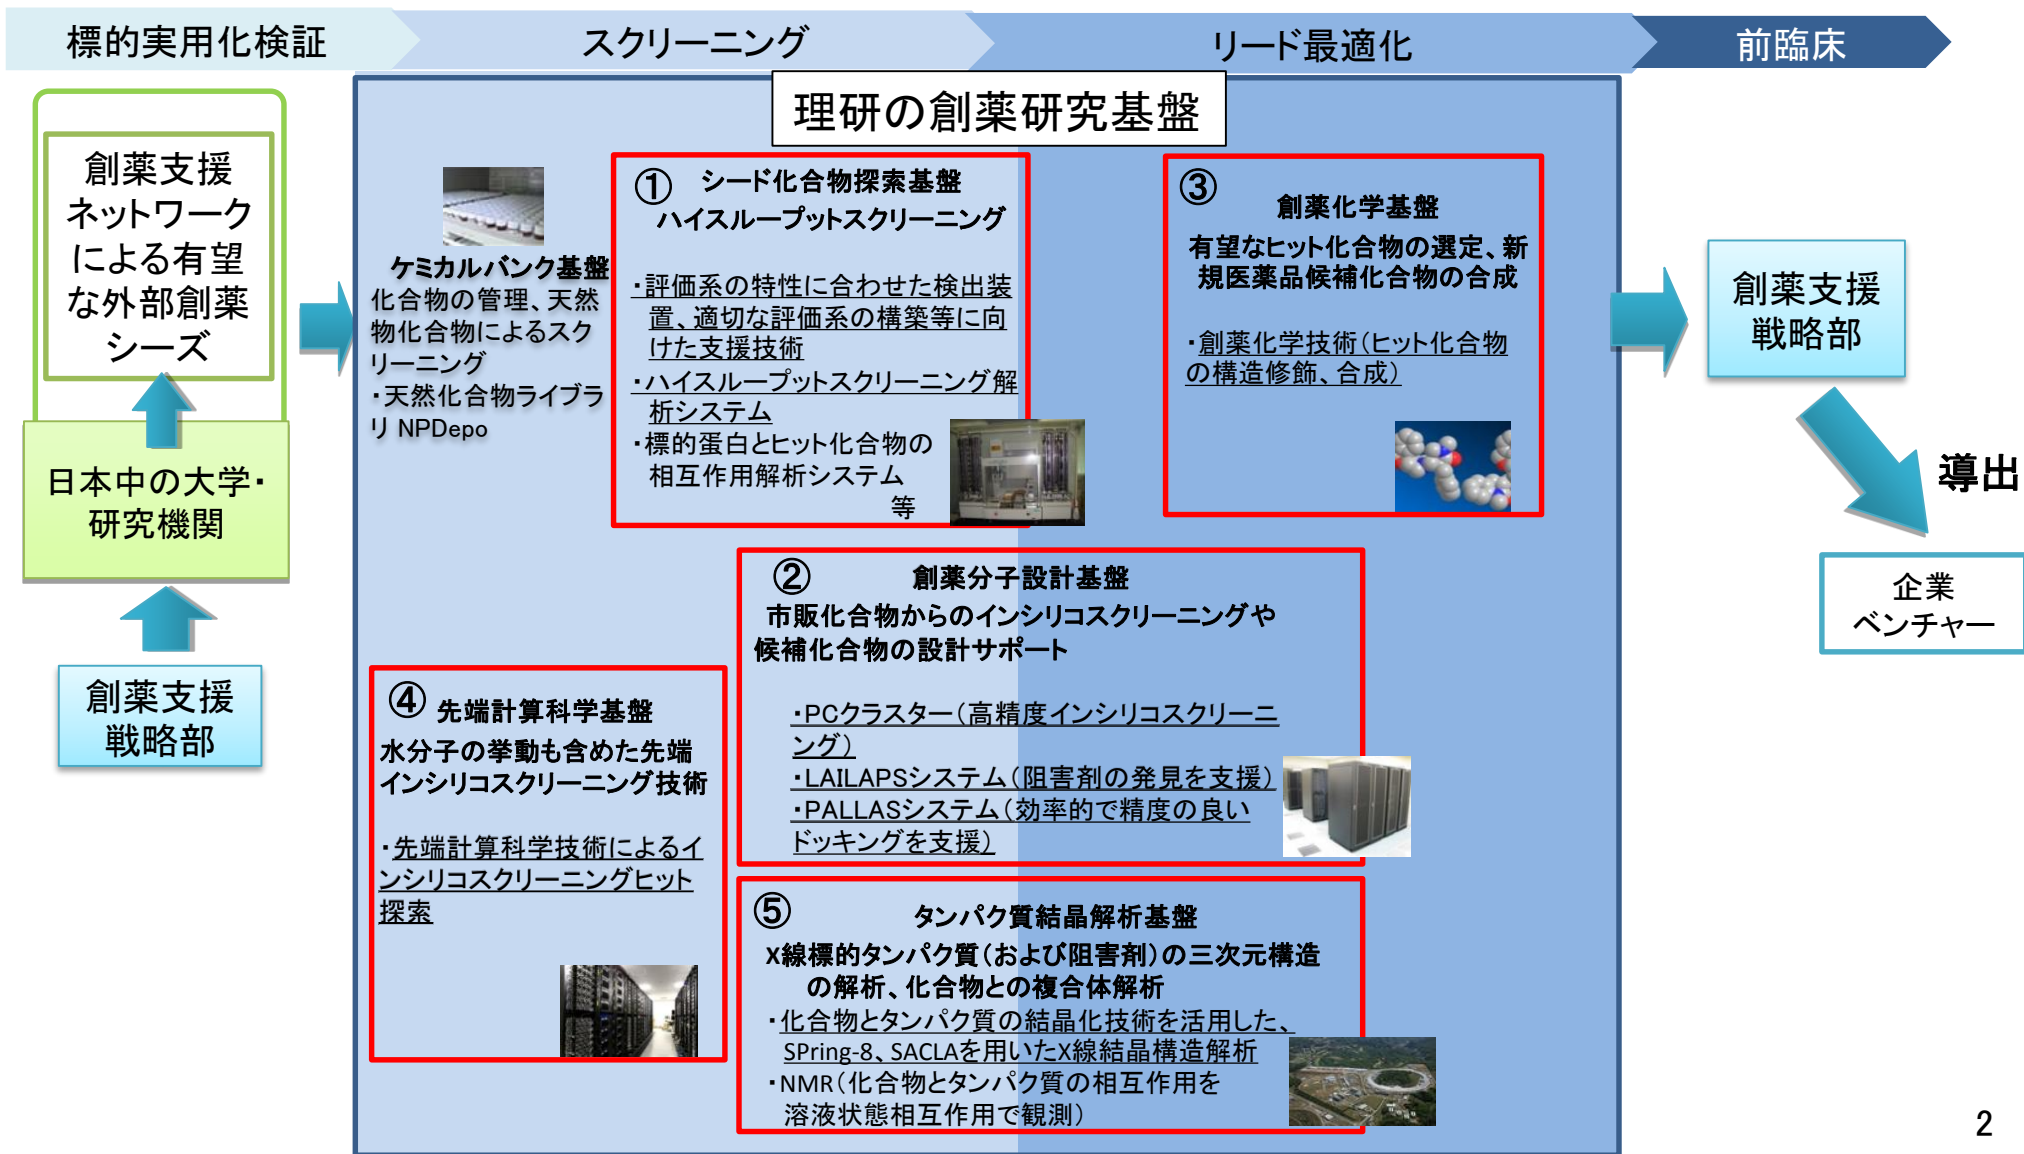 標的実用化検証
スクリーニング
リード最適化
前臨床
理研の創薬研究基盤
創薬支援
ネットワーク
による有望
な外部創薬
シーズ
日本中の大学・
研究機関
創薬支援
戦略部
ケミカルバンク基盤
化合物の管理、天然
物化合物によるスク
リーニング
・天然化合物ライブラ
リ NPDepo
① シード化合物探索基盤
ハイスループットスクリーニング
・評価系の特性に合わせた検出装
置、適切な評価系の構築等に向
けた支援技術
・ハイスループットスクリーニング解
析システム
・標的蛋白とヒット化合物の
相互作用解析システム
等
③
創薬化学基盤
有望なヒット化合物の選定、新
規医薬品候補化合物の合成
・創薬化学技術（ヒット化合物
の構造修飾、合成）
② 創薬分子設計基盤
市販化合物からのインシリコスクリーニングや
候補化合物の設計サポート
・PCクラスター（高精度インシリコスクリーニ
ング）
・LAILAPSシステム（阻害剤の発見を支援）
・PALLASシステム（効率的で精度の良い
ドッキングを支援）
④ 先端計算科学基盤
水分子の挙動も含めた先端
インシリコスクリーニング技術
・先端計算科学技術によるイ
ンシリコスクリーニングヒット
探索
⑤ タンパク質結晶解析基盤
X線標的タンパク質（および阻害剤）の三次元構造
の解析、化合物との複合体解析
・化合物とタンパク質の結晶化技術を活用した、
SPring-8、SACLAを用いたX線結晶構造解析
・NMR（化合物とタンパク質の相互作用を
溶液状態相互作用で観測）
創薬支援
戦略部
導出
企業
ベンチャー
2